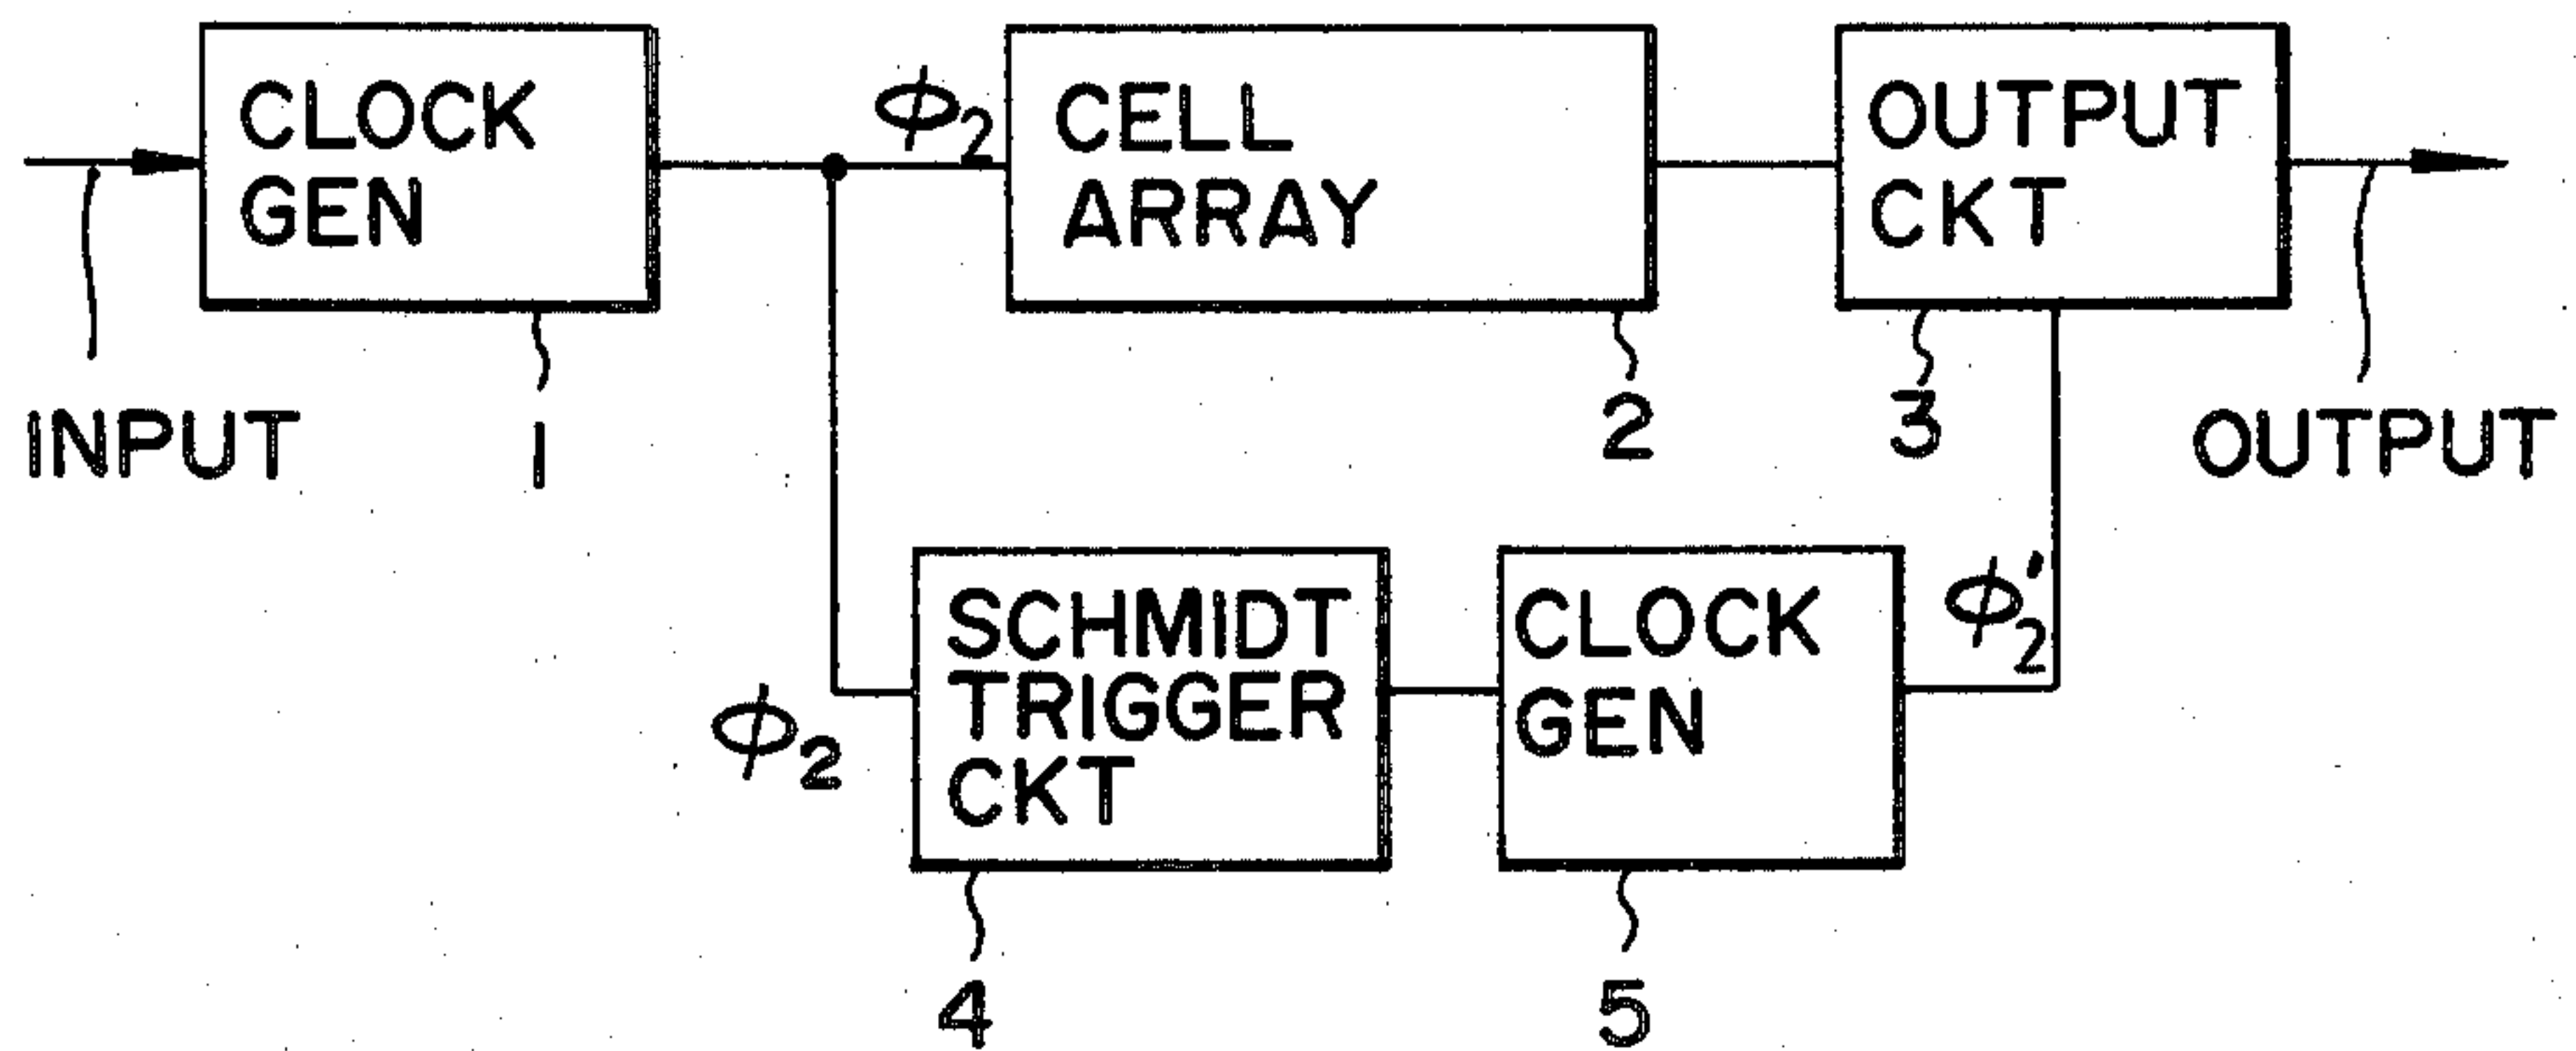 CLOCK
GEN
ϕ2
CELL
ARRAY
OUTPUT
CKT
INPUT
1
2
3
OUTPUT
ϕ2
SCHMIDT
TRIGGER
CKT
CLOCK
GEN
ϕ2'
4
5